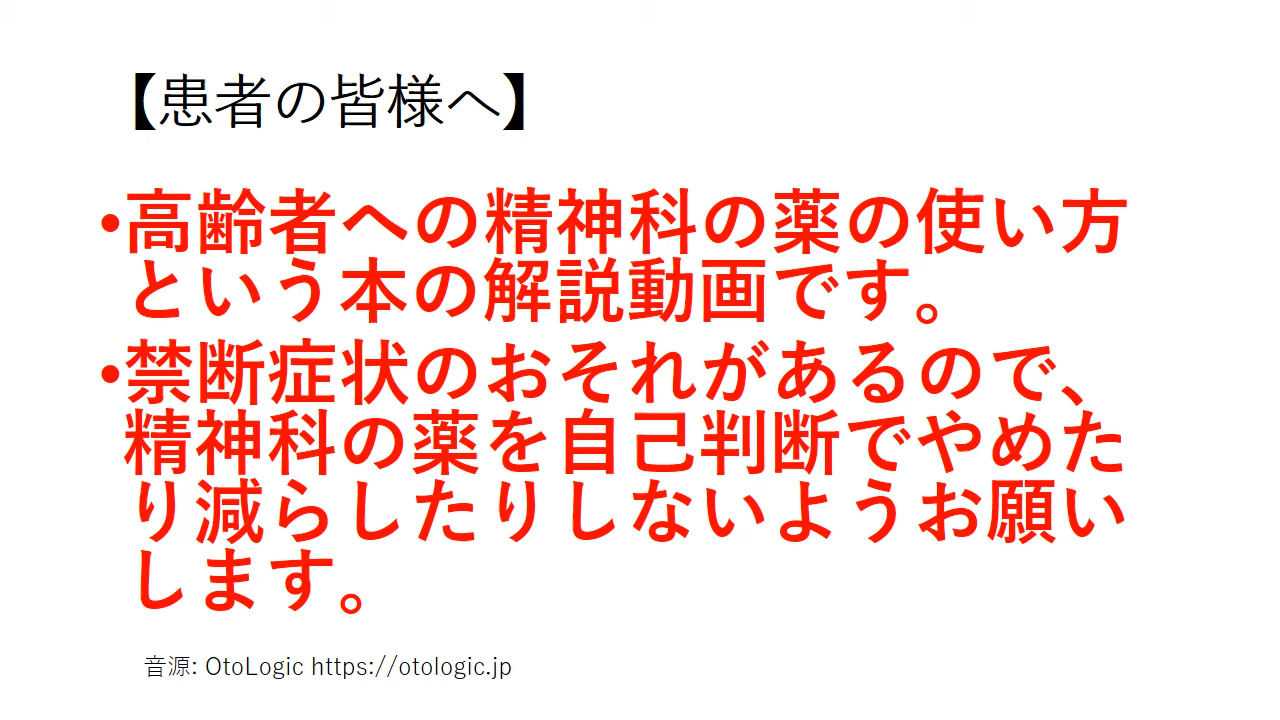 【患者の皆様へ】
•高齢者への精神科の薬の使い方
という本の解説動画です。
•禁断症状のおそれがあるので、
精神科の薬を自己判断でやめた
り減らしたりしないようお願い
します。
音源: OtoLogic https://otologic.jp